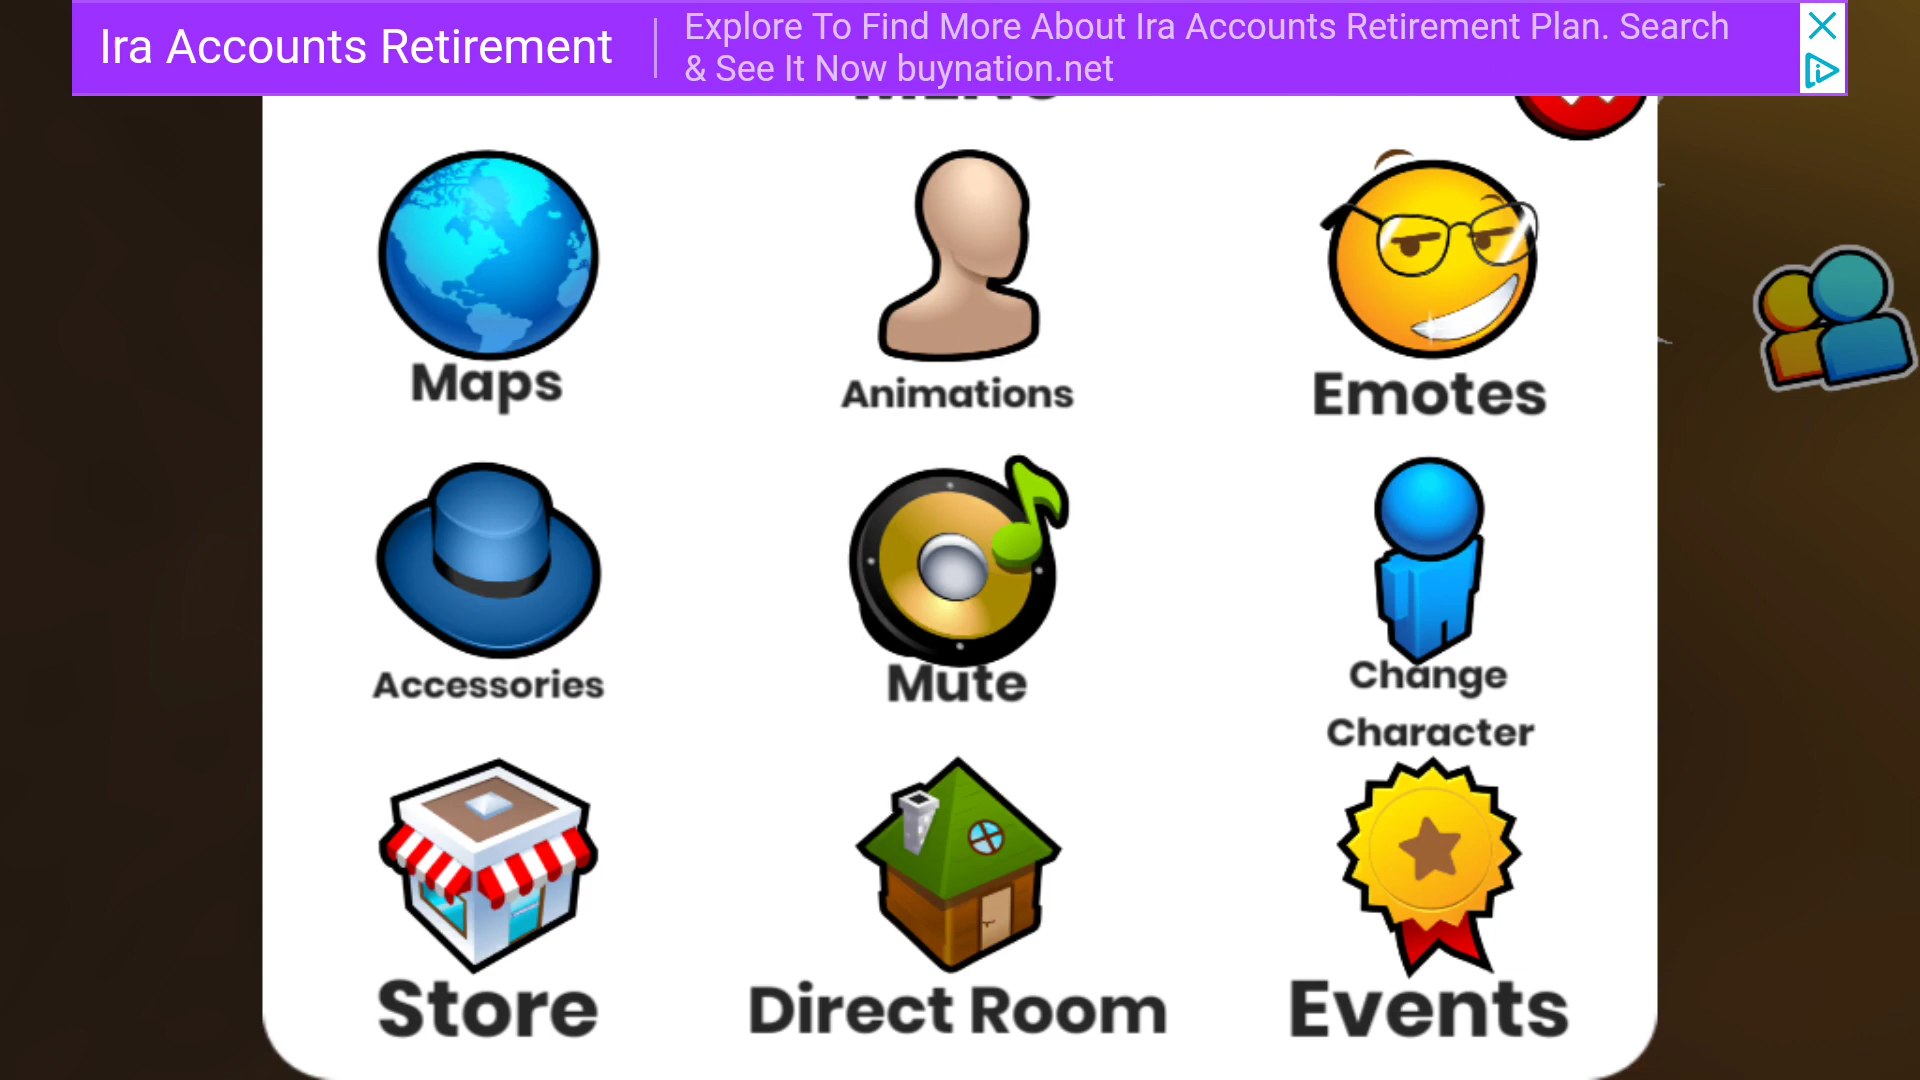 Ira Accounts Retirement
Explore To Find More About Ira Accounts Retirement Plan. Search
& See It Now buynation.net
Maps
Animations
Emotes
Accessories
Mute
Change
Character
Store
Direct Room
Events